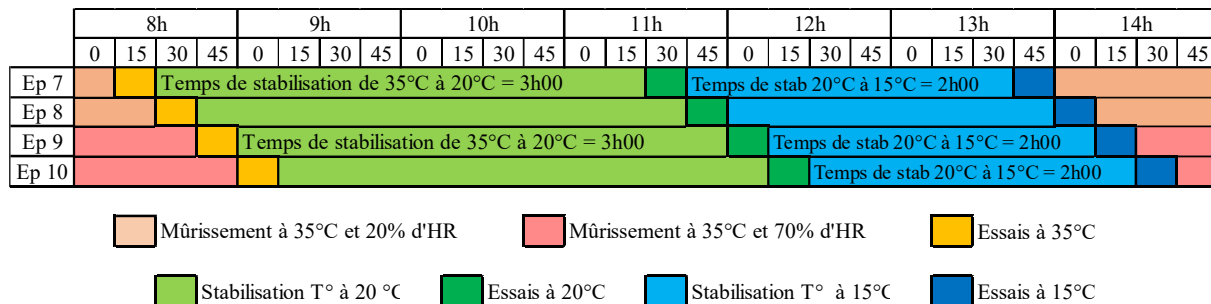 8h 9h 10h 11h 12h 13h 14h
0 15 30 45 0 15 30 45 0 15 30 45 0 15 30 45 0 15 30 45 0 15 30 45 0 15 30 45
Ep 7 Temps de stabilisation de 35°C à 20°C = 3h00 Temps de stab 20°C à 15°C = 2h00
Ep 8
Ep 9 Temps de stabilisation de 35°C à 20°C = 3h00 Temps de stab 20°C à 15°C = 2h00
Ep 10 Temps de stab 20°C à 15°C = 2h00
Mûrissement à 35°C et 20% d'HR Mûrissement à 35°C et 70% d'HR Essais à 35°C
Stabilisation T° à 20 °C Essais à 20°C Stabilisation T° à 15°C Essais à 15°C